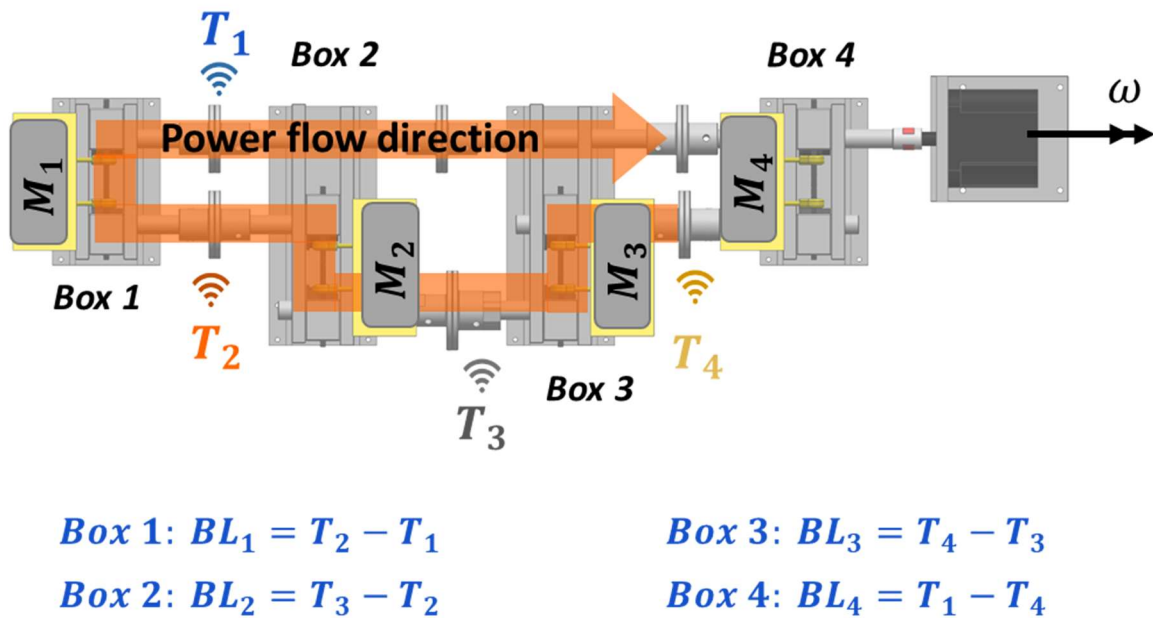 T₁
Box 2
Box 4
ω
Power flow direction
M₁
M₄
M₂
M₃
Box 1
T₂
T₄
Box 3
T₃
Box 1: BL₁ = T₂ − T₁
Box 3: BL₃ = T₄ − T₃
Box 2: BL₂ = T₃ − T₂
Box 4: BL₄ = T₁ − T₄